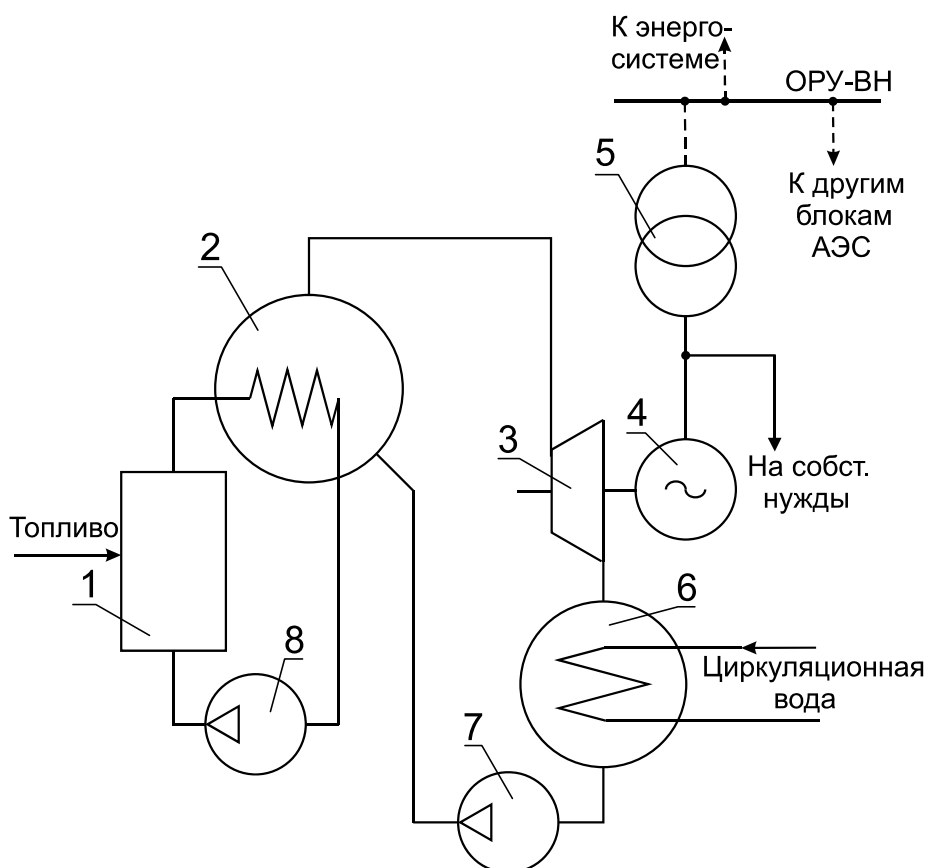 К энерго-
системе
ОРУ-ВН
5
К другим
блокам
АЭС
2
4
3
На собст.
нужды
Топливо
1
6
8
Циркуляционная
вода
7